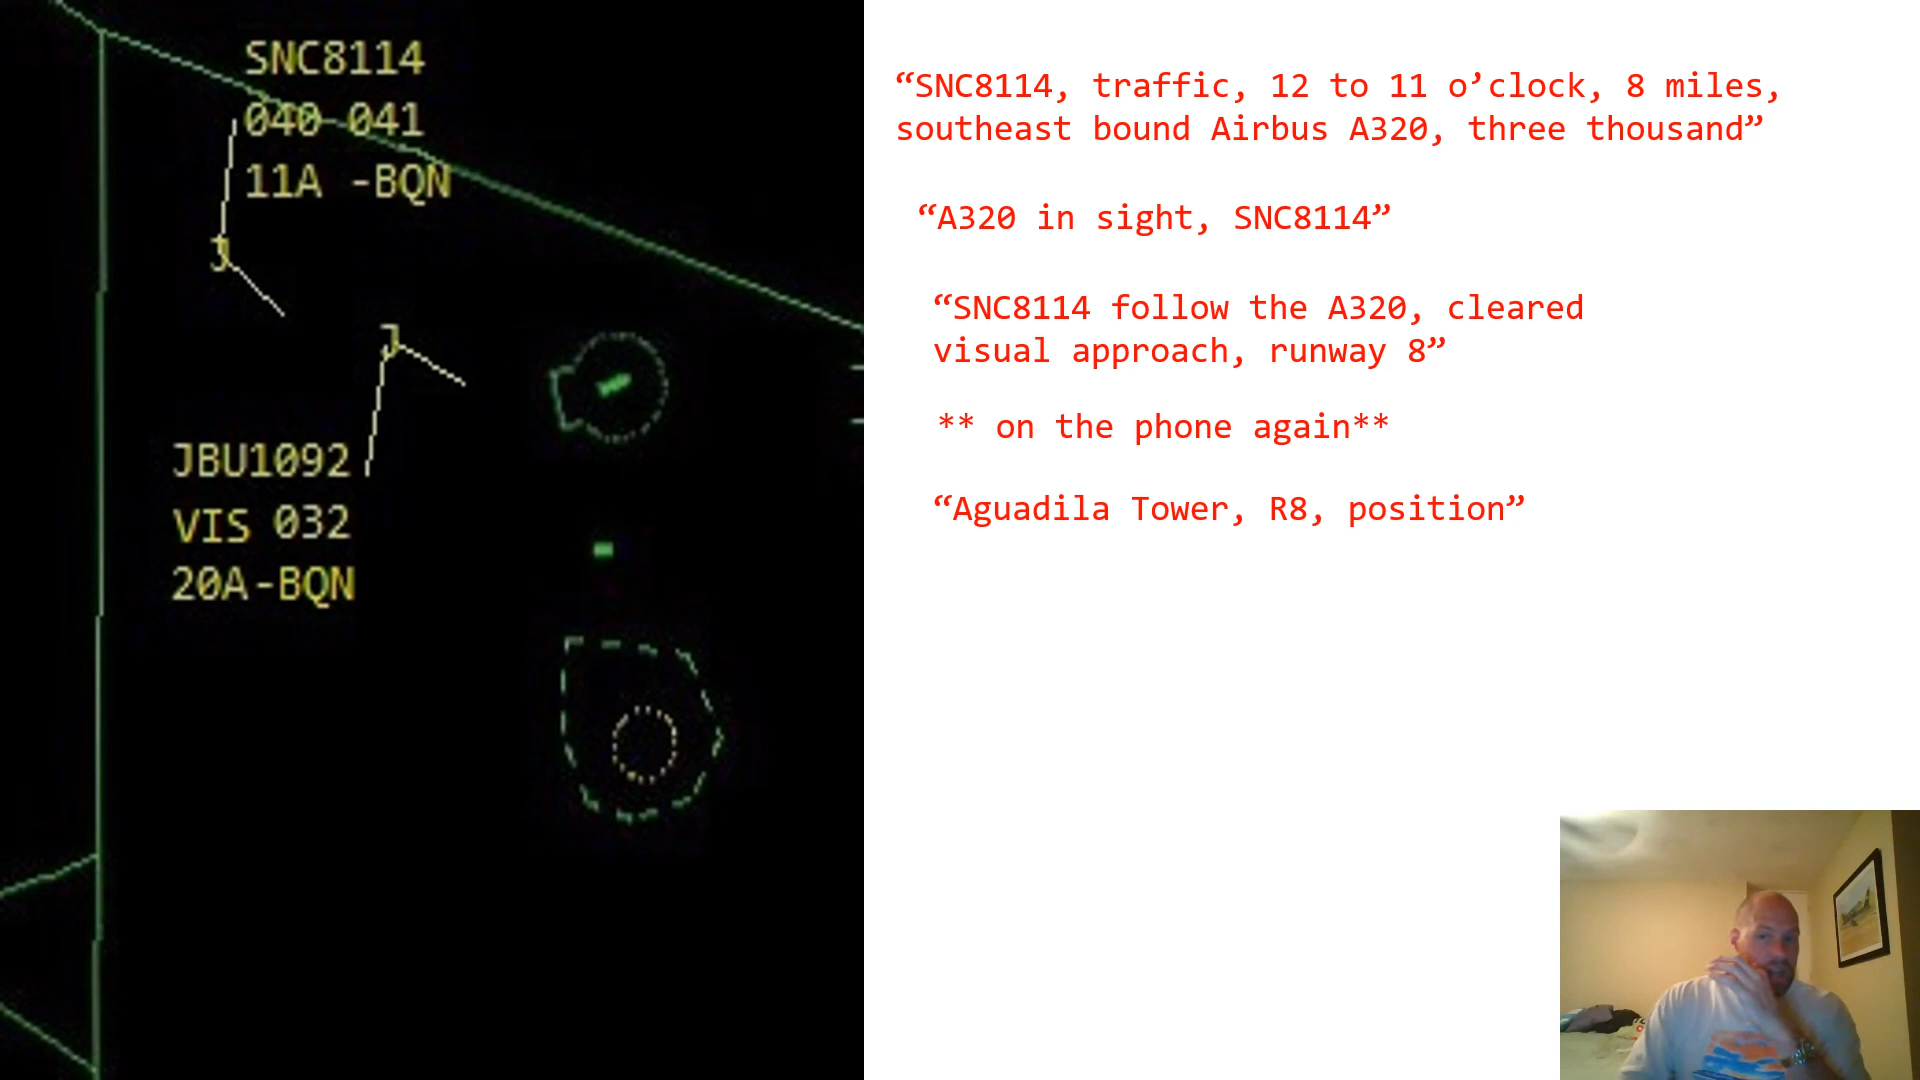 SNC8114
040 041
11A -BQN
J
J
JBU1092
VIS 032
20A-BQN
“SNC8114, traffic, 12 to 11 o’clock, 8 miles,
southeast bound Airbus A320, three thousand”
“A320 in sight, SNC8114”
“SNC8114 follow the A320, cleared
visual approach, runway 8”
** on the phone again**
“Aguadila Tower, R8, position”